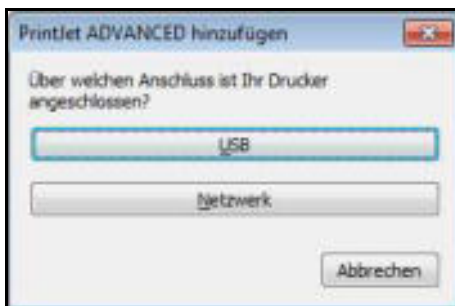 PrintJet ADVANCED hinzufügen
Über welchen Anschluss ist Ihr Drucker
angeschlossen?
USB
Netzwerk
Abbrechen